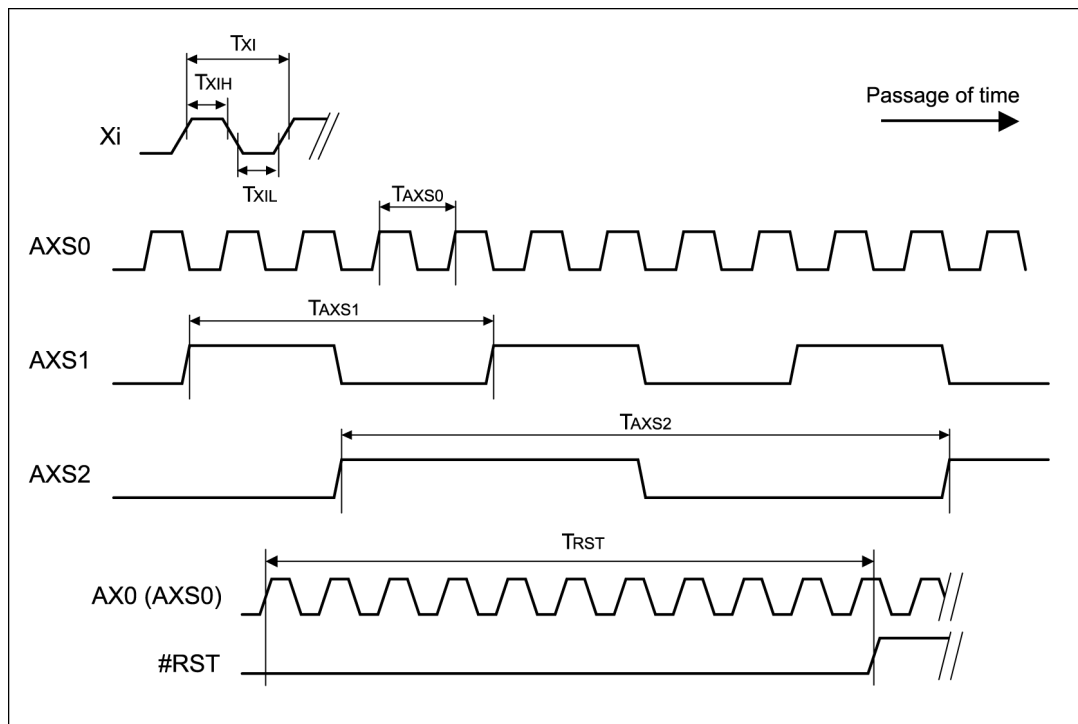 TXI
TXIH
Passage of time
Xi
TXIL
TAXS0
AXS0
TAXS1
AXS1
TAXS2
AXS2
TRST
AX0 (AXS0)
#RST